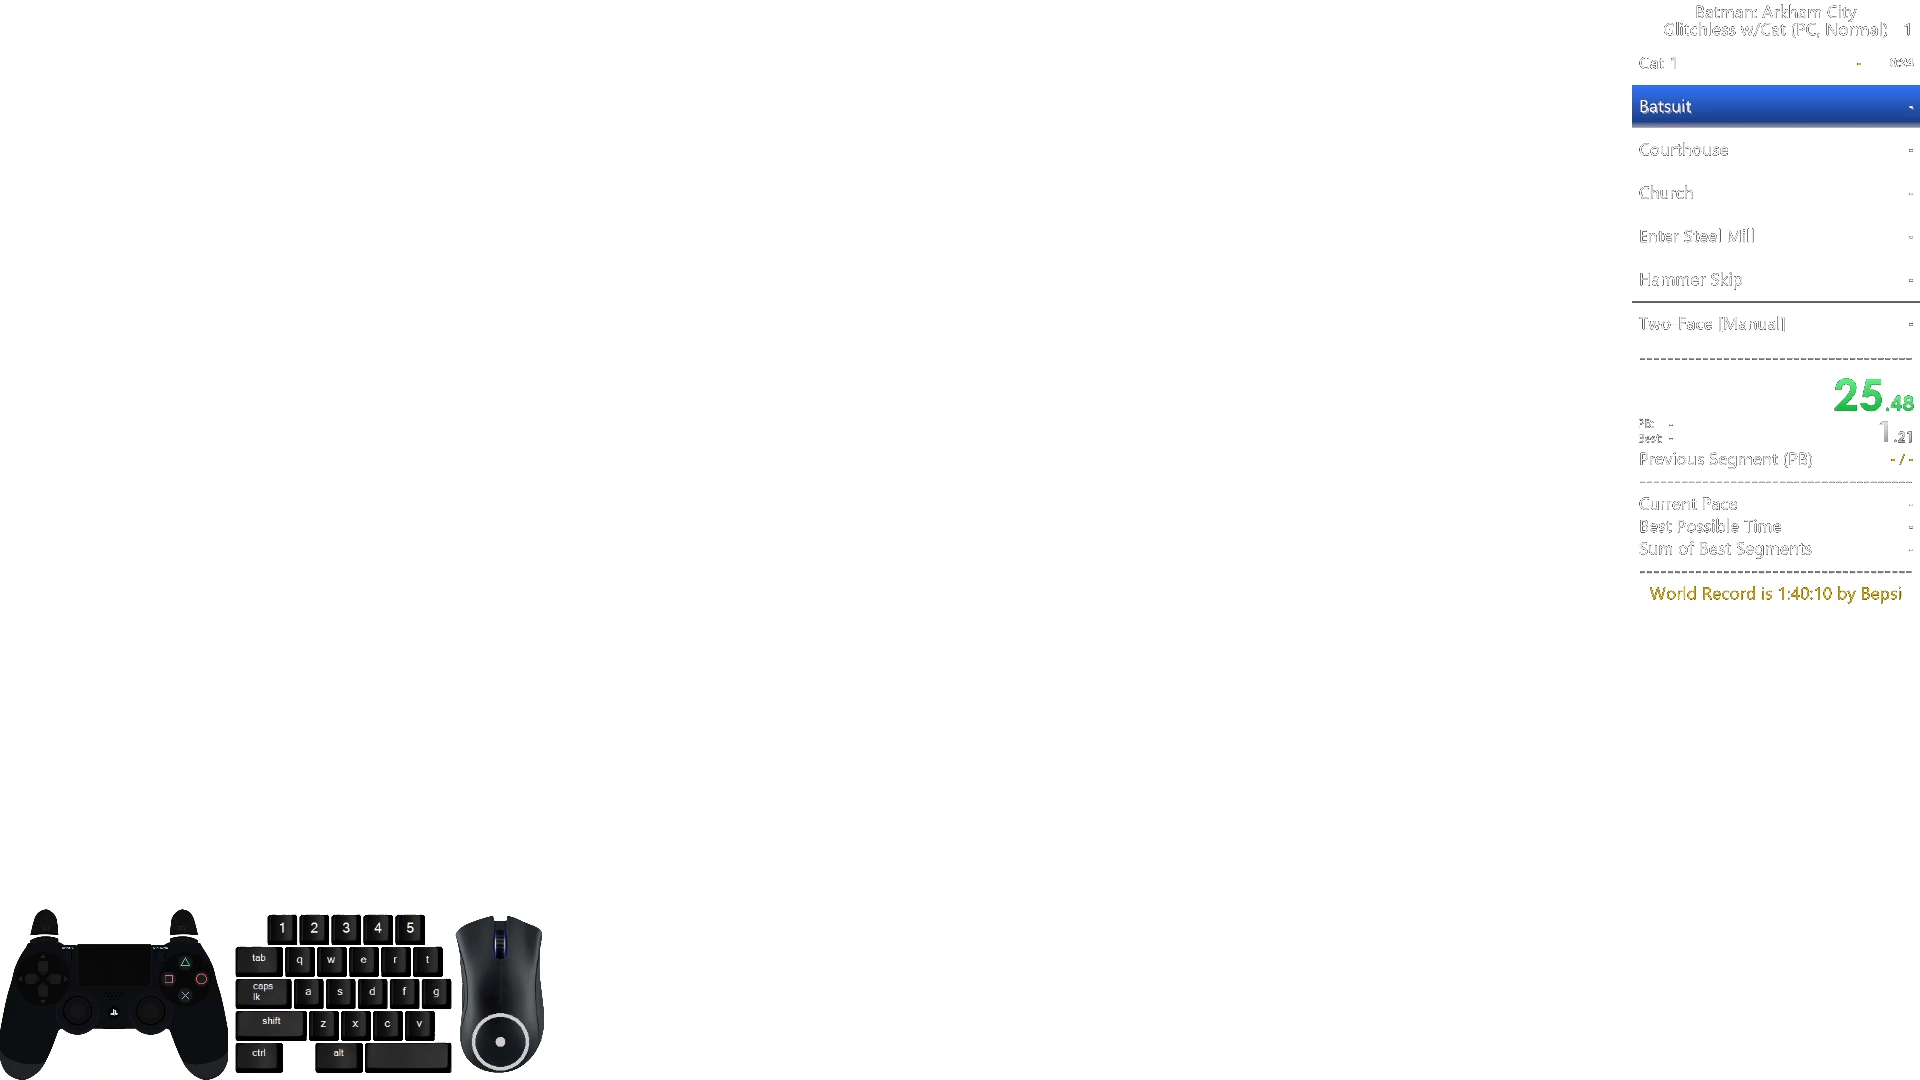 Batman: Arkham City
Glitchless w/Cat (PC, Normal) 1
Cat 1 - 0:24
Batsuit -
Courthouse -
Church -
Enter Steel Mill -
Hammer Skip -
Two-Face [Manual] -
25.48
PB: -
Best: -
1.21
Previous Segment (PB) - / -
Current Pace -
Best Possible Time -
Sum of Best Segments -
World Record is 1:40:10 by Bepsi
1 2 3 4 5
tab q w e r t
caps
lk a s d f g
shift z x c v
ctrl alt